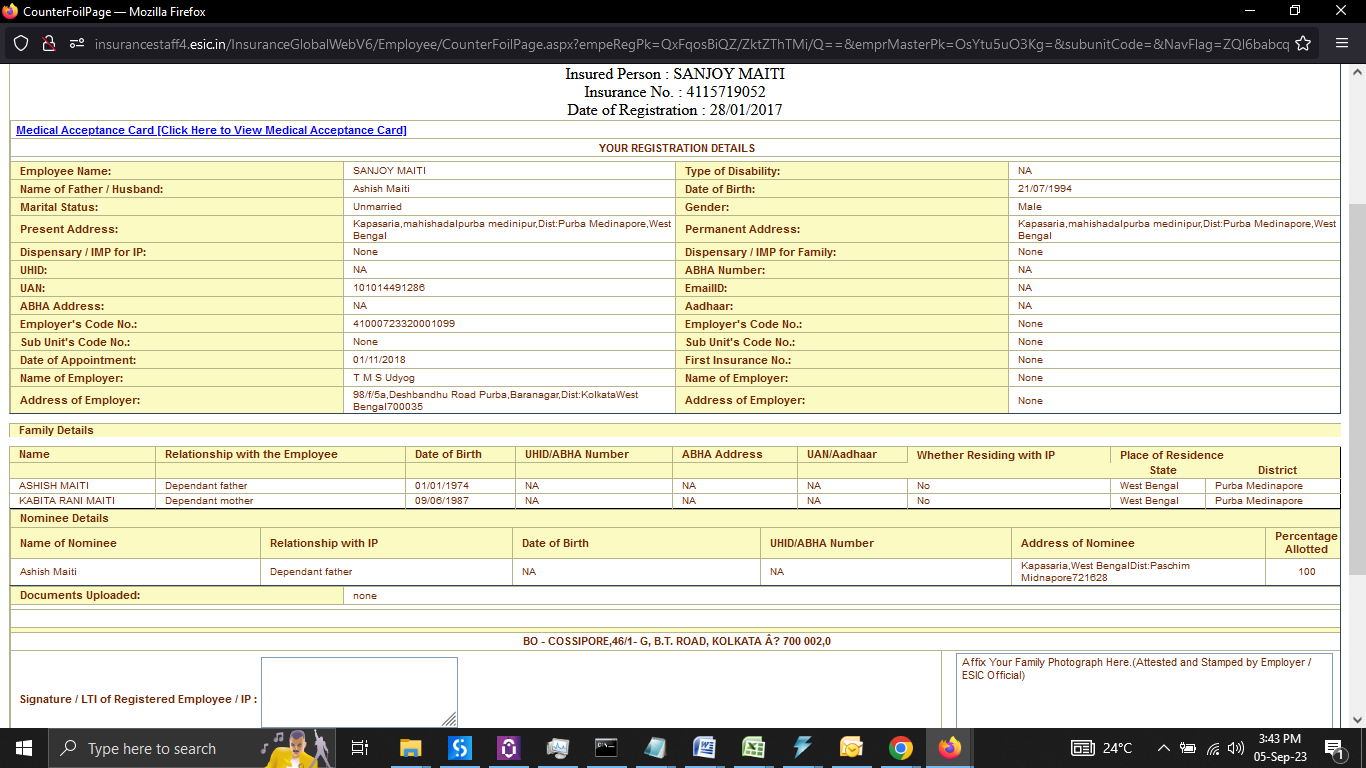 CounterFoilPage — Mozilla Firefox
insurancestaff4.esic.in/InsuranceGlobalWebV6/Employee/CounterFoilPage.aspx?empeRegPk=QxFqosBiQZ/ZktZThTMi/Q==&emprMasterPk=OsYtu5uO3Kg=&subunitCode=&NavFlag=ZQI6babcq
Insured Person : SANJOY MAITI
Insurance No. : 4115719052
Date of Registration : 28/01/2017
Medical Acceptance Card [Click Here to View Medical Acceptance Card]
YOUR REGISTRATION DETAILS
Employee Name: SANJOY MAITI Type of Disability: NA
Name of Father / Husband: Ashish Maiti Date of Birth: 21/07/1994
Marital Status: Unmarried Gender: Male
Present Address: Kapasaria,mahishadalpurba medinipur,Dist:Purba Medinapore,West Bengal Permanent Address: Kapasaria,mahishadalpurba medinipur,Dist:Purba Medinapore,West Bengal
Dispensary / IMP for IP: None Dispensary / IMP for Family: None
UHID: NA ABHA Number: NA
UAN: 101014491286 EmailID: NA
ABHA Address: NA Aadhaar: NA
Employer's Code No.: 41000723320001099 Employer's Code No.: None
Sub Unit's Code No.: None Sub Unit's Code No.: None
Date of Appointment: 01/11/2018 First Insurance No.: None
Name of Employer: T M S Udyog Name of Employer: None
Address of Employer: 98/f/5a,Deshbandhu Road Purba,Baranagar,Dist:KolkataWest Bengal700035 Address of Employer: None
Family Details
Name Relationship with the Employee Date of Birth UHID/ABHA Number ABHA Address UAN/Aadhaar Whether Residing with IP Place of Residence
State District
ASHISH MAITI Dependant father 01/01/1974 NA NA NA No West Bengal Purba Medinapore
KABITA RANI MAITI Dependant mother 09/06/1987 NA NA NA No West Bengal Purba Medinapore
Nominee Details
Name of Nominee Relationship with IP Date of Birth UHID/ABHA Number Address of Nominee Percentage Allotted
Ashish Maiti Dependant father NA NA Kapasaria,West BengalDist:Paschim Midnapore721628 100
Documents Uploaded: none
BO - COSSIPORE,46/1- G, B.T. ROAD, KOLKATA Â? 700 002,0
Signature / LTI of Registered Employee / IP :
Affix Your Family Photograph Here.(Attested and Stamped by Employer /
ESIC Official)
Type here to search
24°C
3:43 PM
05-Sep-23
1